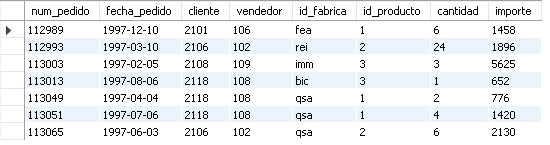 num_pedido fecha_pedido cliente vendedor id_fabrica id_producto cantidad importe
112989 1997-12-10 2101 106 fea 1 6 1458
112993 1997-03-10 2106 102 rei 2 24 1896
113003 1997-02-05 2108 109 imm 3 3 5625
113013 1997-08-06 2118 108 bic 3 1 652
113049 1997-04-04 2118 108 qsa 1 2 776
113051 1997-07-06 2118 108 qsa 1 4 1420
113065 1997-06-03 2106 102 qsa 2 6 2130